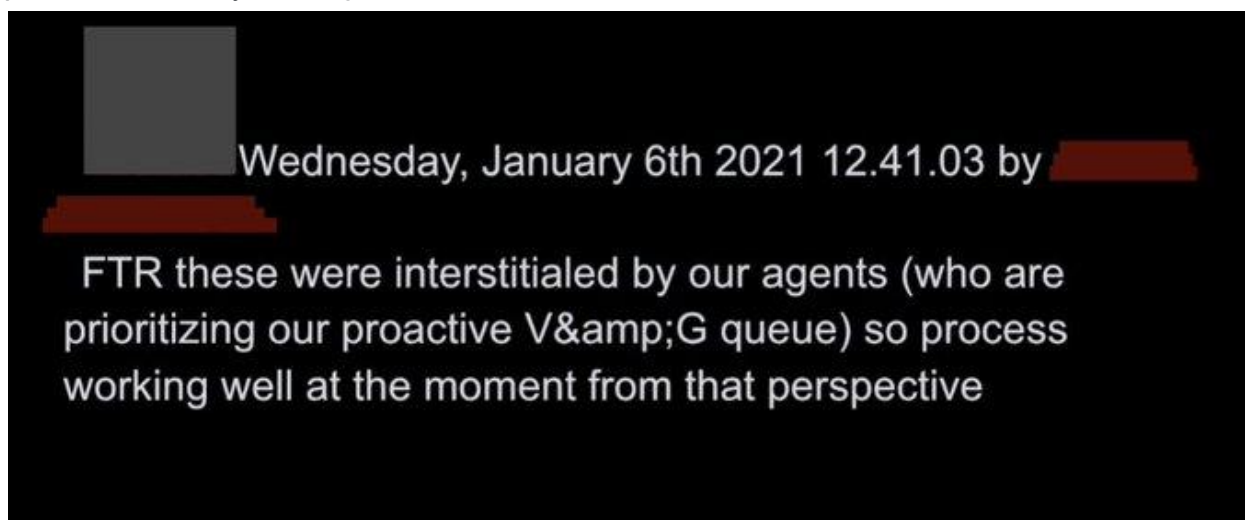 Wednesday, January 6th 2021 12.41.03 by
FTR these were interstitialed by our agents (who are
prioritizing our proactive V&amp;G queue) so process
working well at the moment from that perspective